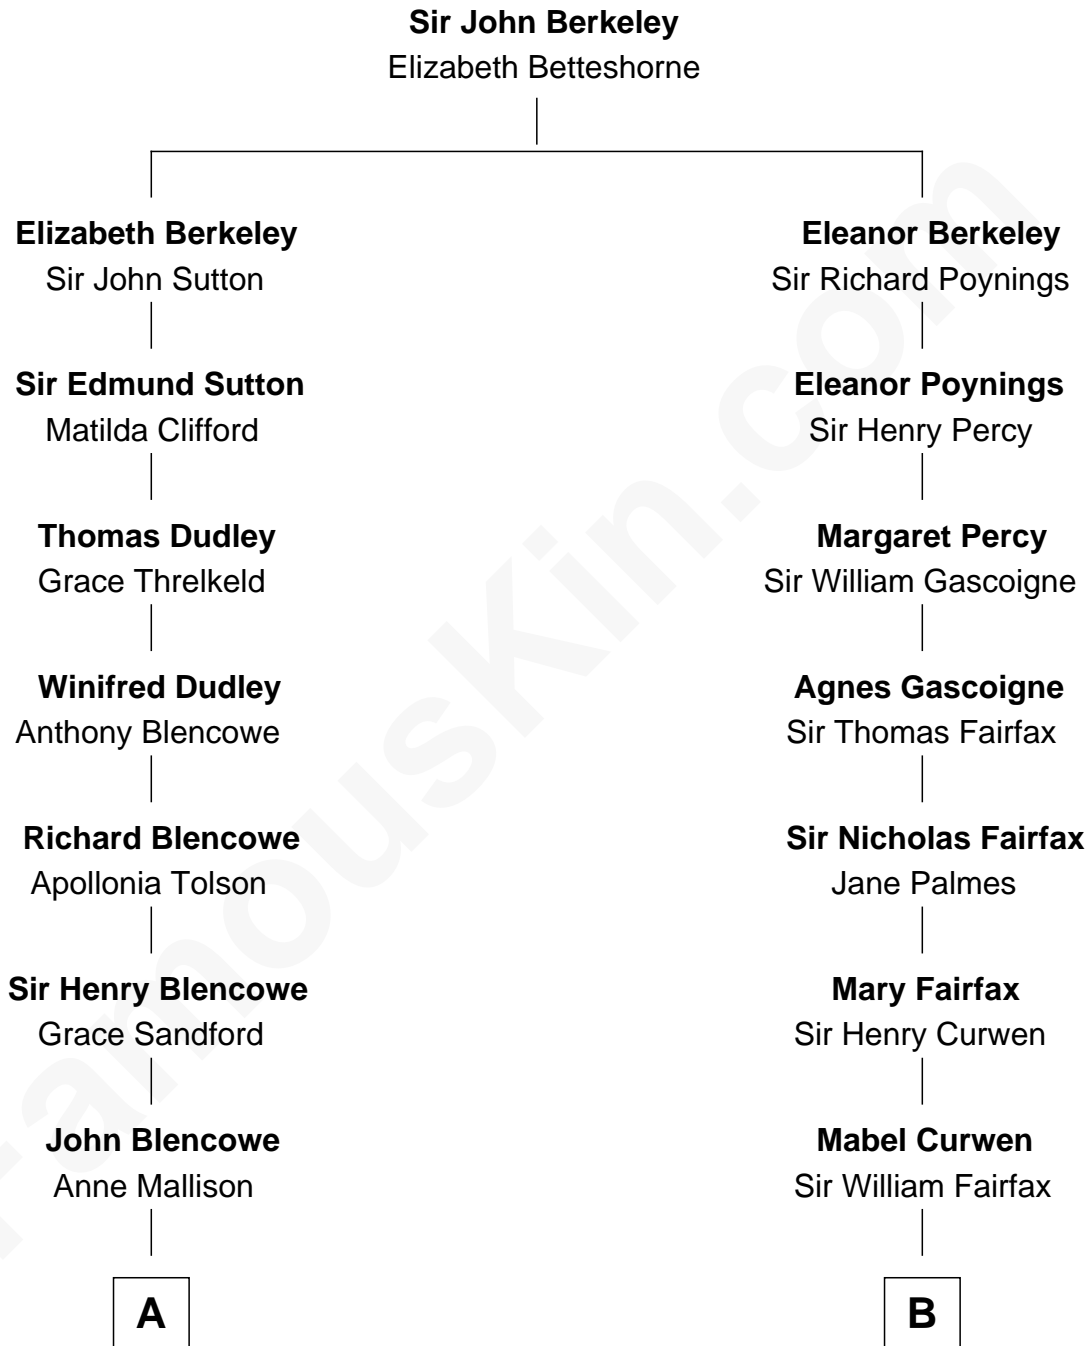 Sir John Berkeley
Elizabeth Betteshorne
Elizabeth Berkeley
Sir John Sutton
Eleanor Berkeley
Sir Richard Poynings
Sir Edmund Sutton
Matilda Clifford
Eleanor Poynings
Sir Henry Percy
Thomas Dudley
Grace Threlkeld
Margaret Percy
Sir William Gascoigne
Winifred Dudley
Anthony Blencowe
Agnes Gascoigne
Sir Thomas Fairfax
Richard Blencowe
Apollonia Tolson
Sir Nicholas Fairfax
Jane Palmes
Sir Henry Blencowe
Grace Sandford
Mary Fairfax
Sir Henry Curwen
John Blencowe
Anne Mallison
Mabel Curwen
Sir William Fairfax
A
B
FamousKin.com